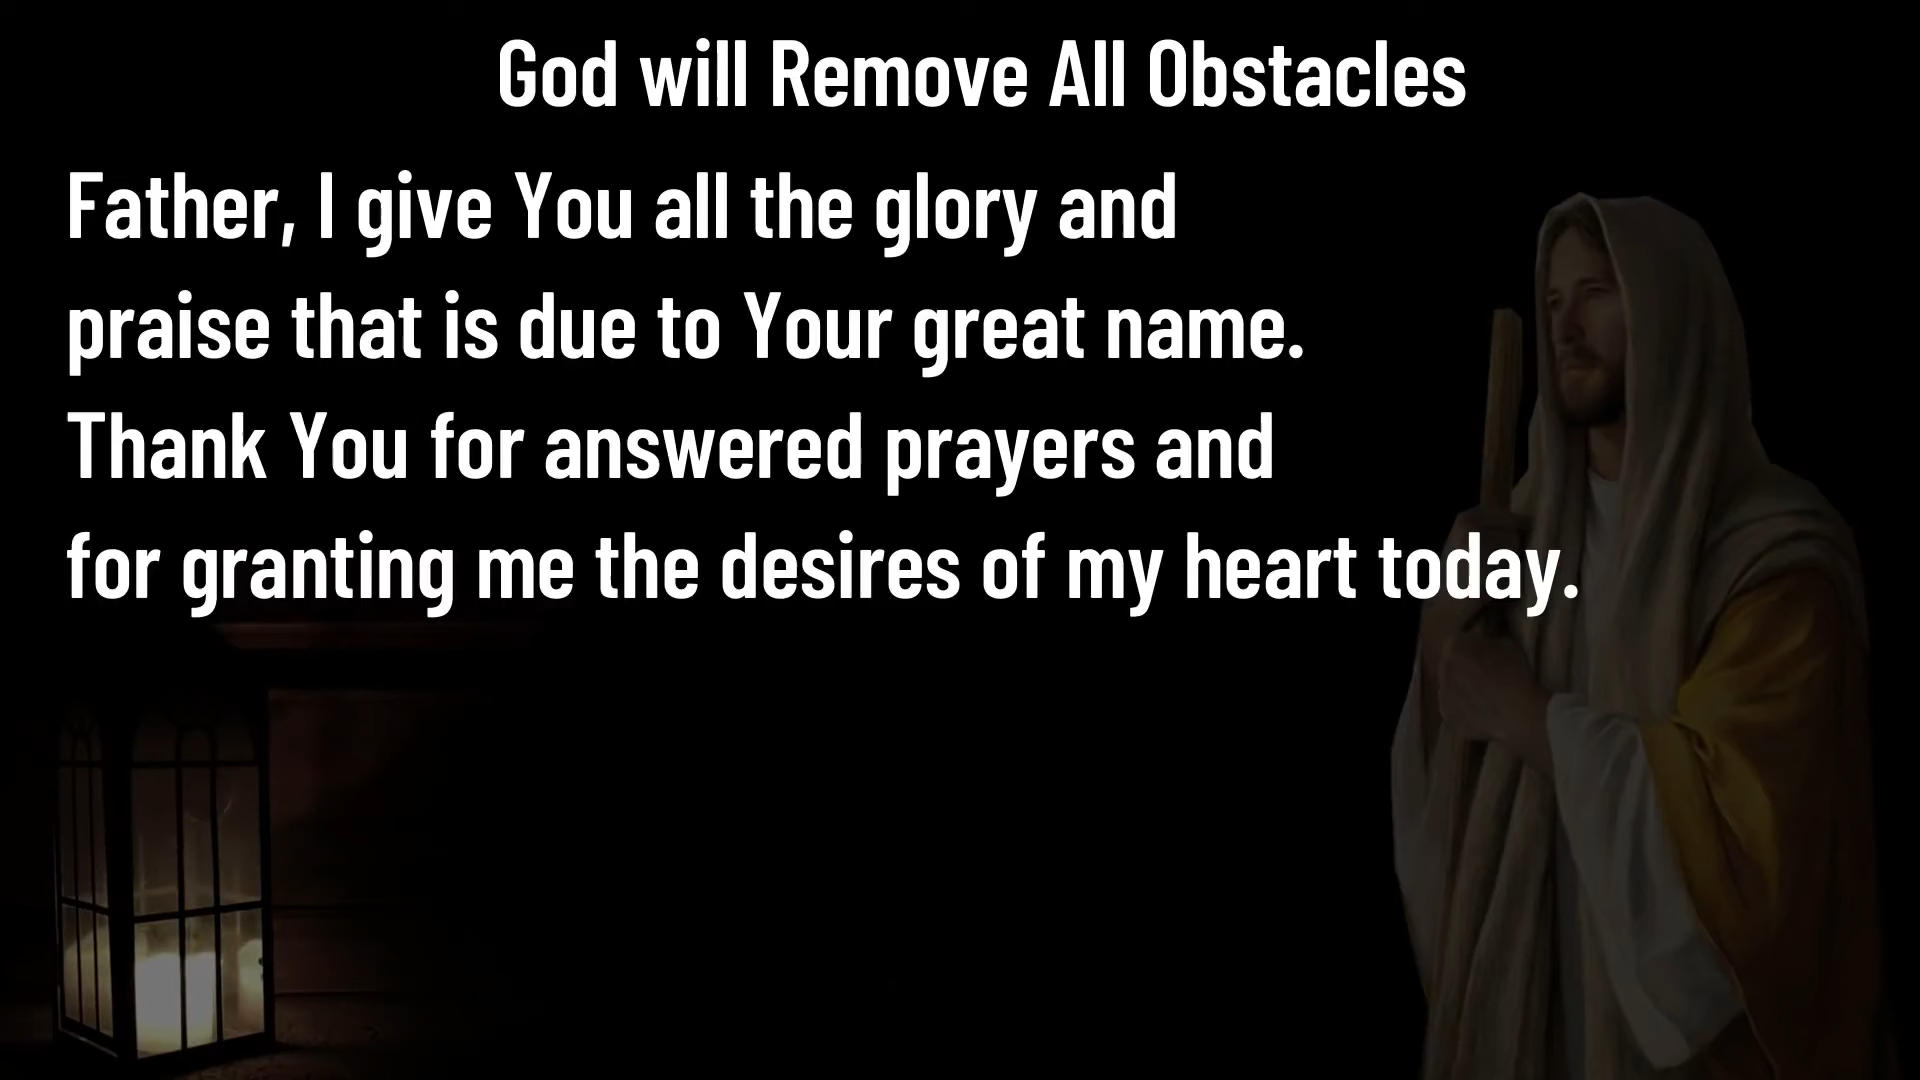 God will Remove All Obstacles
Father, I give You all the glory and
praise that is due to Your great name.
Thank You for answered prayers and
for granting me the desires of my heart today.